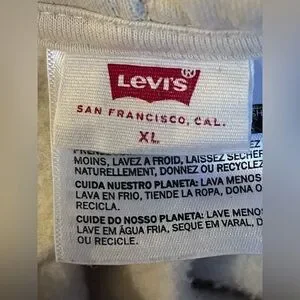 LEVI'S®
SAN FRANCISCO, CAL.
XL
MOINS, LAVEZ A FROID, LAISSEZ SÉCHER
NATURELLEMENT, DONNEZ OU RECYCLEZ
CUIDA NUESTRO PLANETA: LAVA MENOS
LAVA EN FRIO, TIENDE LA ROPA, DONA O
RECICLA.
CUIDE DO NOSSO PLANETA: LAVE MENOS
LAVE EM ÁGUA FRIA, SEQUE EM VARAL, D
OU RECICLE.